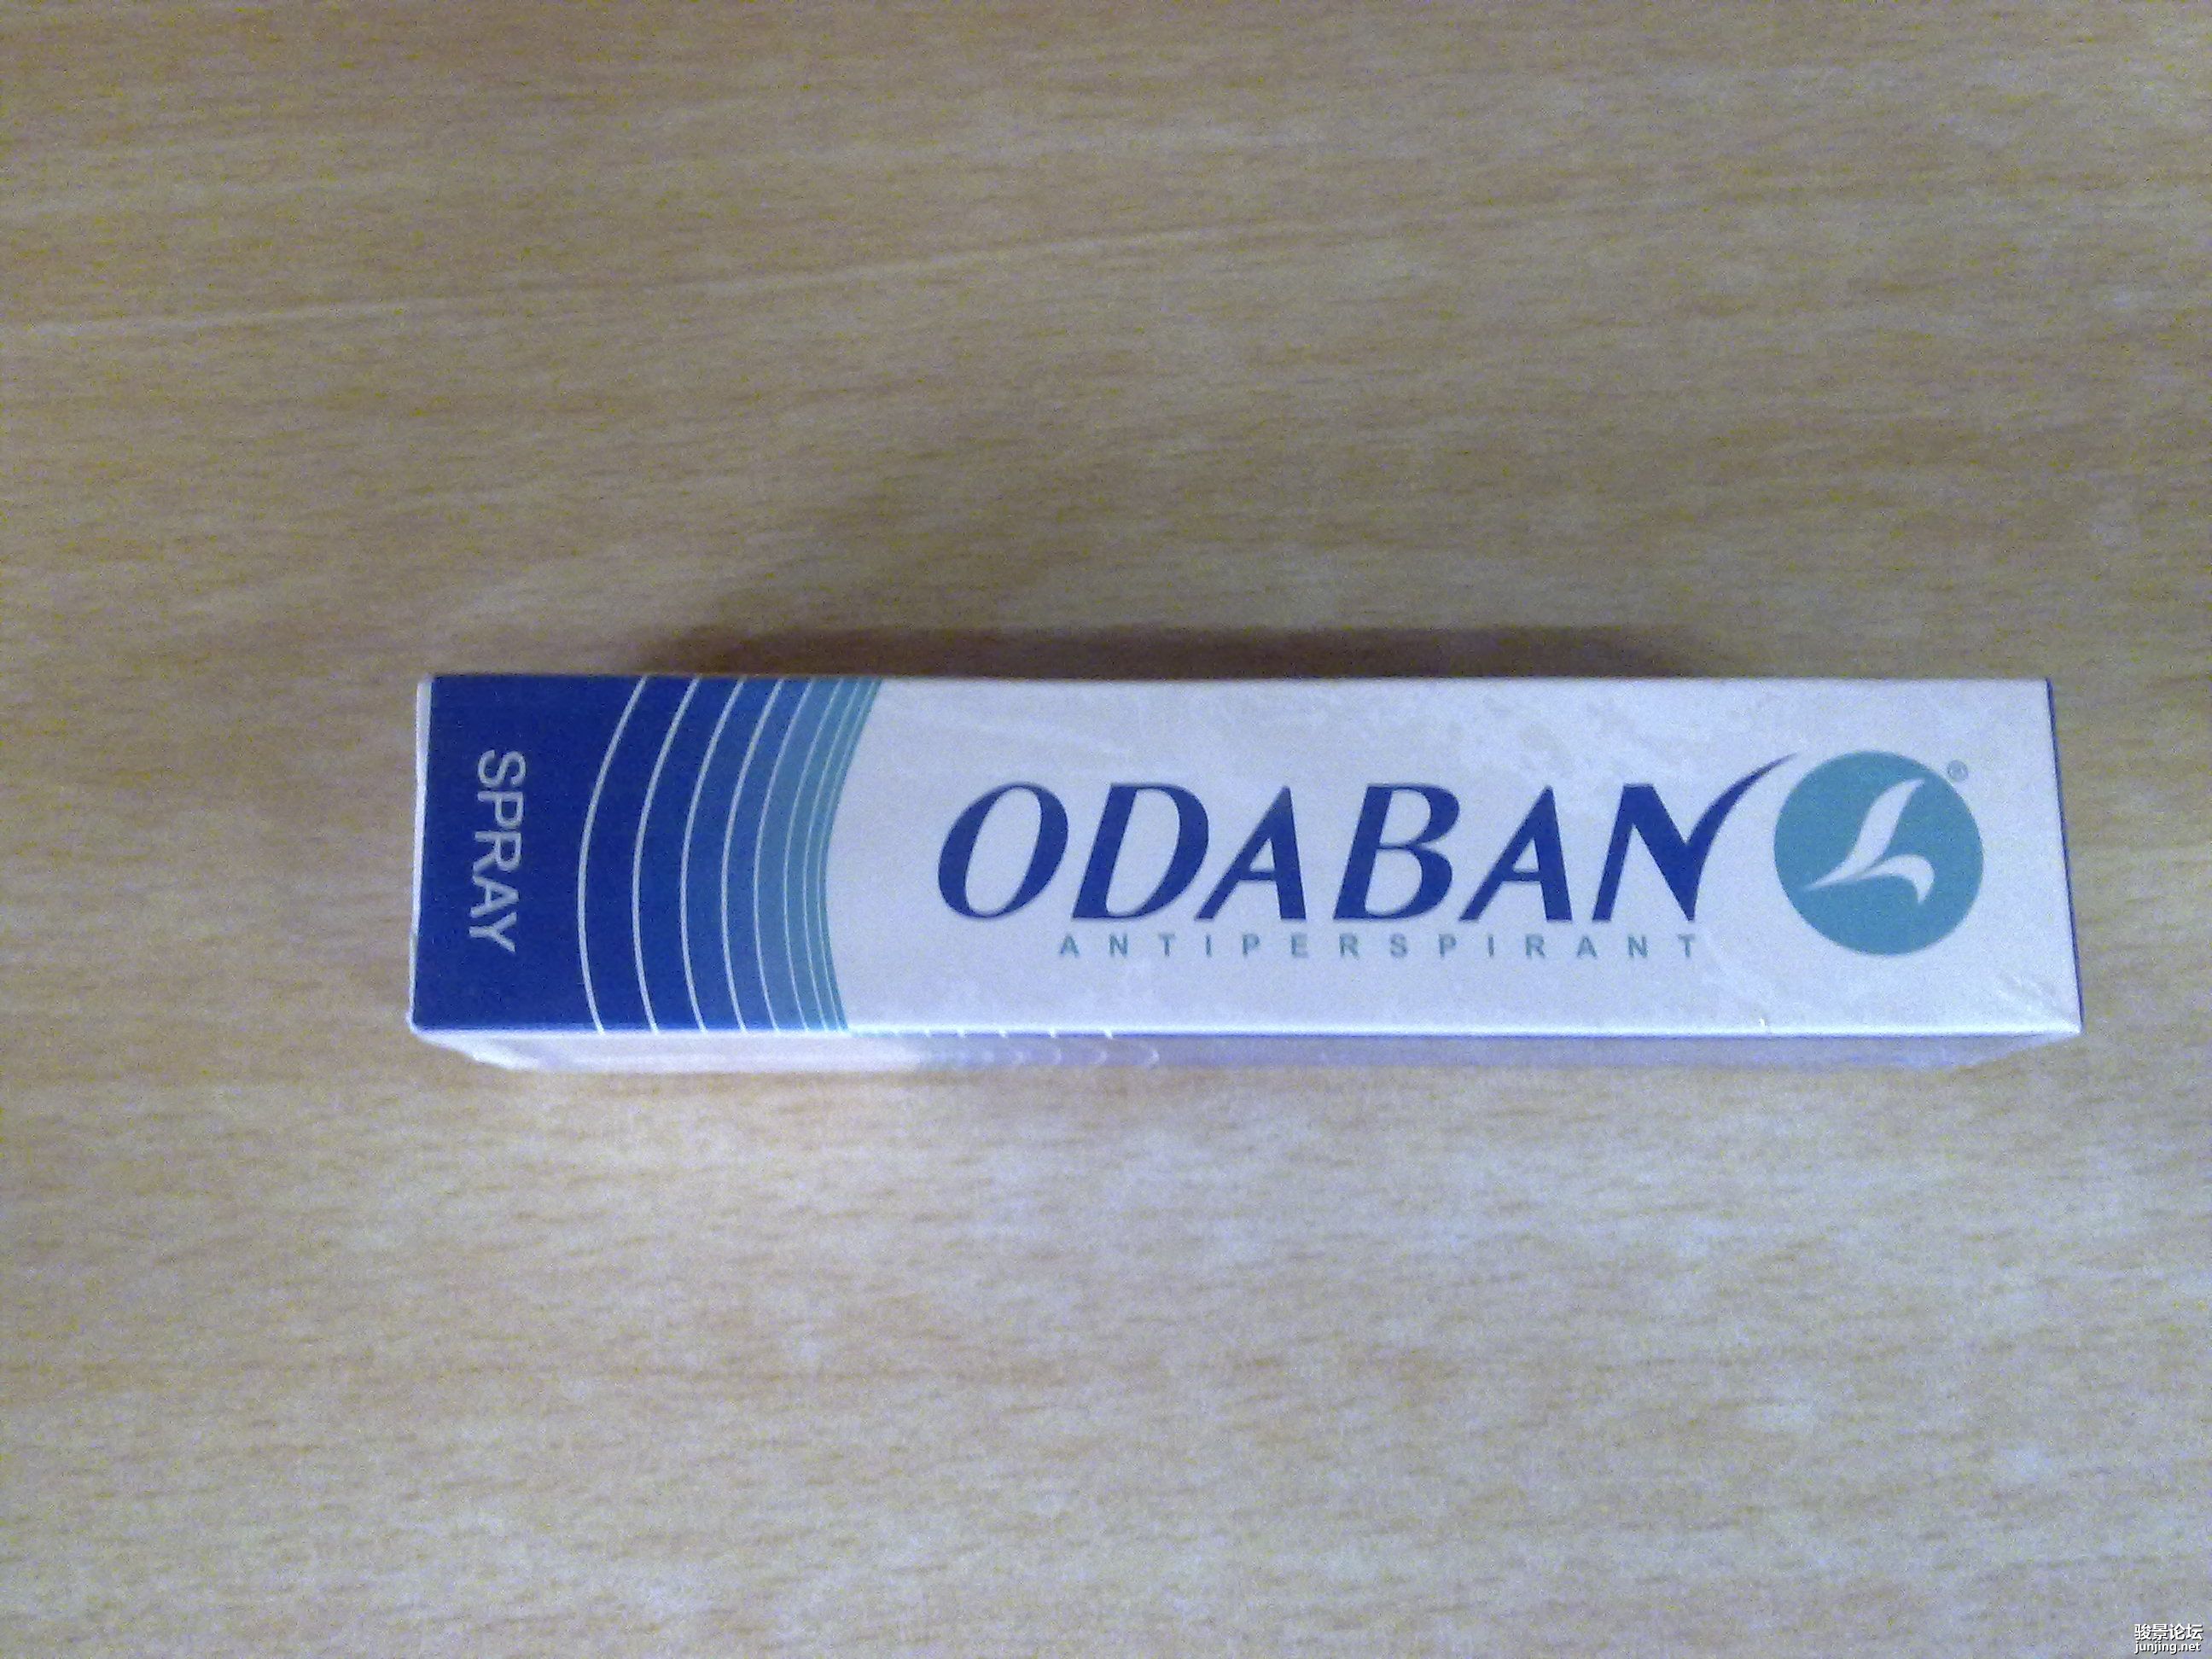 SPRAY
ODABAN
®
ANTIPERSPIRANT
骏景论坛
junjing.net